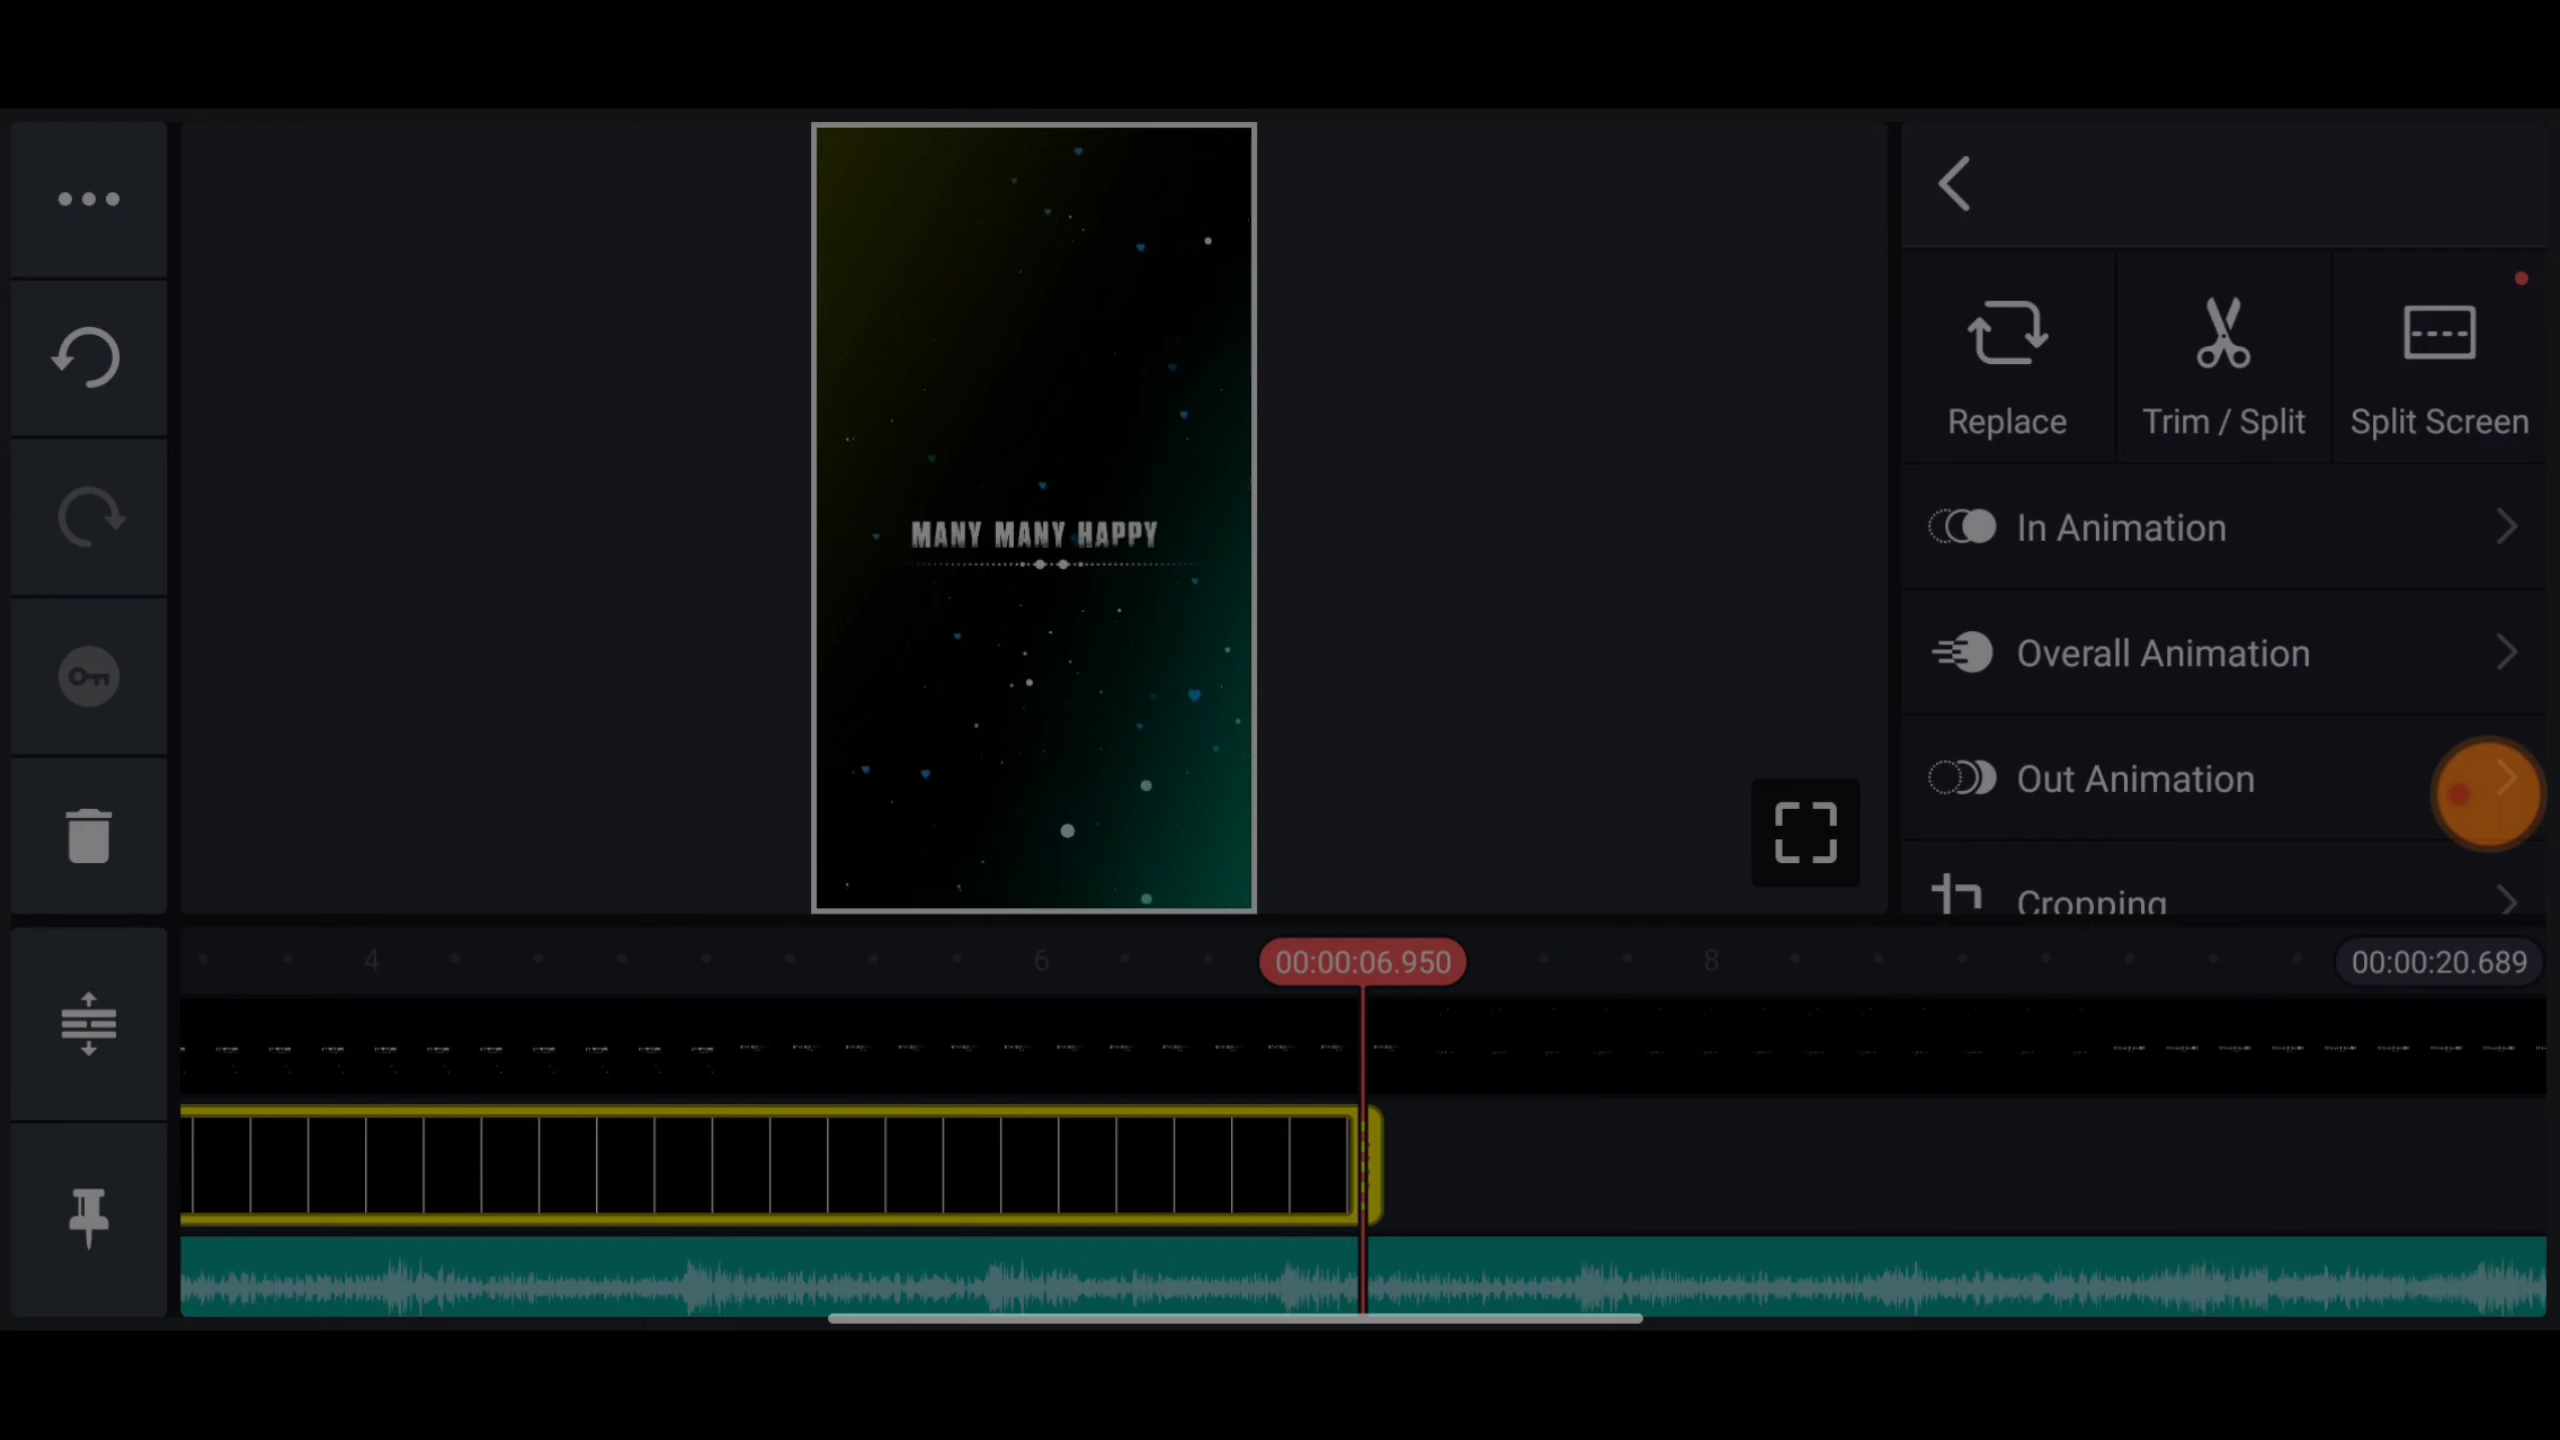 Replace
Trim / Split
Split Screen
In Animation
MANY MANY HAPPY
Overall Animation
Out Animation
Cropping
4
6
00:00:06.950
8
00:00:20.689